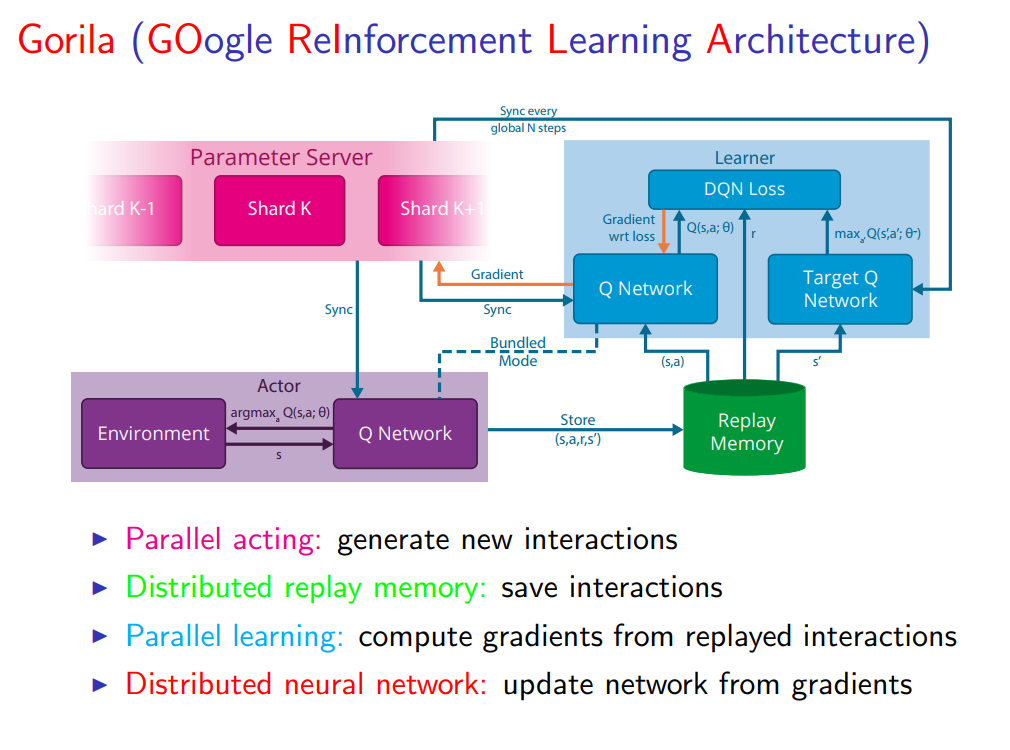 Gorila (GOogle ReInforcement Learning Architecture)
Sync every
global N steps
Parameter Server
Learner
DQN Loss
Shard K
Shard K+1
Gradient
wrt loss
Q(s,a; θ)
r
maxₐ' Q(s',a'; θ⁻)
Gradient
Q Network
Target Q
Network
Sync
Sync
Bundled
Mode
(s,a)
s'
Actor
Environment
argmaxₐ Q(s,a; θ)
s
Q Network
Store
(s,a,r,s')
Replay
Memory
▶ Parallel acting: generate new interactions
▶ Distributed replay memory: save interactions
▶ Parallel learning: compute gradients from replayed interactions
▶ Distributed neural network: update network from gradients